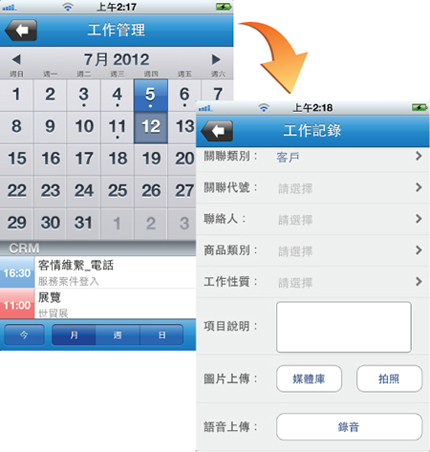 上午2:17
工作管理
7月 2012
週日 週一 週二 週三 週四 週五 週六
1 2 3 4 5 6 7
8 9 10 11 12 13
15 16 17 18 19 20
22 23 24 25 26 27
29 30 31 1 2 3
CRM
16:30 客情維繫_電話
服務案件登入
11:00 展覽
世貿展
今 月 週 日
上午2:18
工作記錄
關聯類別： 客戶
關聯代號： 請選擇
聯絡人： 請選擇
商品類別： 請選擇
工作性質： 請選擇
項目說明：
圖片上傳： 媒體庫 拍照
語音上傳： 錄音